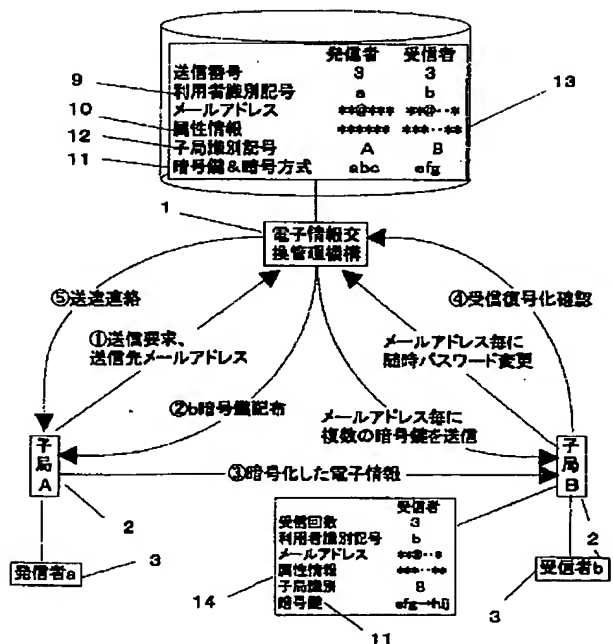 発信者 受信者
送信番号 3 3
9 利用者識別記号 a b
メールアドレス **@*** **@・・*
13
10 属性情報 ****** ***・・**
12 子局識別記号 A B
11 暗号鍵&暗号方式 abc efg
1
電子情報交
換管理機構
⑤送達連絡
④受信復号化確認
①送信要求、
送信先メールアドレス
メールアドレス毎に
随時パスワード変更
②b暗号鍵配布
メールアドレス毎に
複数の暗号鍵を送信
子局A
③暗号化した電子情報
子局B
2
2
発信者a
3
受信者
受信回数 3
利用者識別記号 b
メールアドレス **@・・*
属性情報 ***・・**
子局識別 B
暗号鍵 efg→hij
14
11
受信者b
3